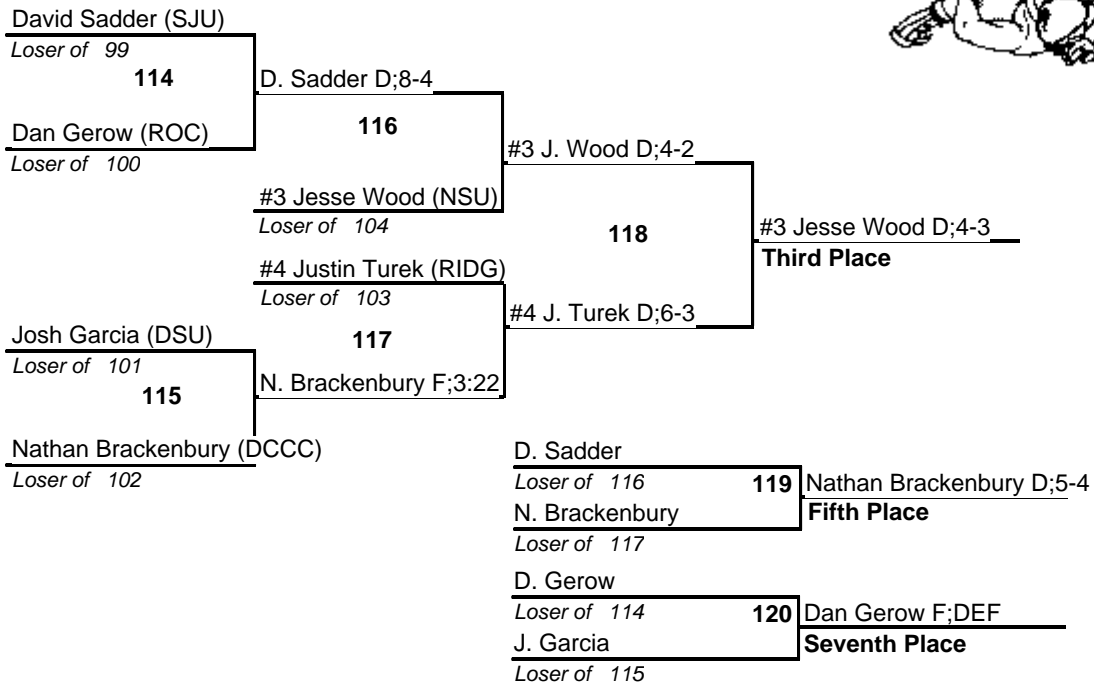 David Sadder (SJU)
Loser of 99
114
D. Sadder D;8-4
Dan Gerow (ROC)
Loser of 100
116
#3 J. Wood D;4-2
#3 Jesse Wood (NSU)
Loser of 104
118
#3 Jesse Wood D;4-3
Third Place
#4 Justin Turek (RIDG)
Loser of 103
#4 J. Turek D;6-3
Josh Garcia (DSU)
Loser of 101
117
115
N. Brackenbury F;3:22
Nathan Brackenbury (DCCC)
Loser of 102
D. Sadder
Loser of 116
119
Nathan Brackenbury D;5-4
Fifth Place
N. Brackenbury
Loser of 117
D. Gerow
Loser of 114
120
Dan Gerow F;DEF
Seventh Place
J. Garcia
Loser of 115